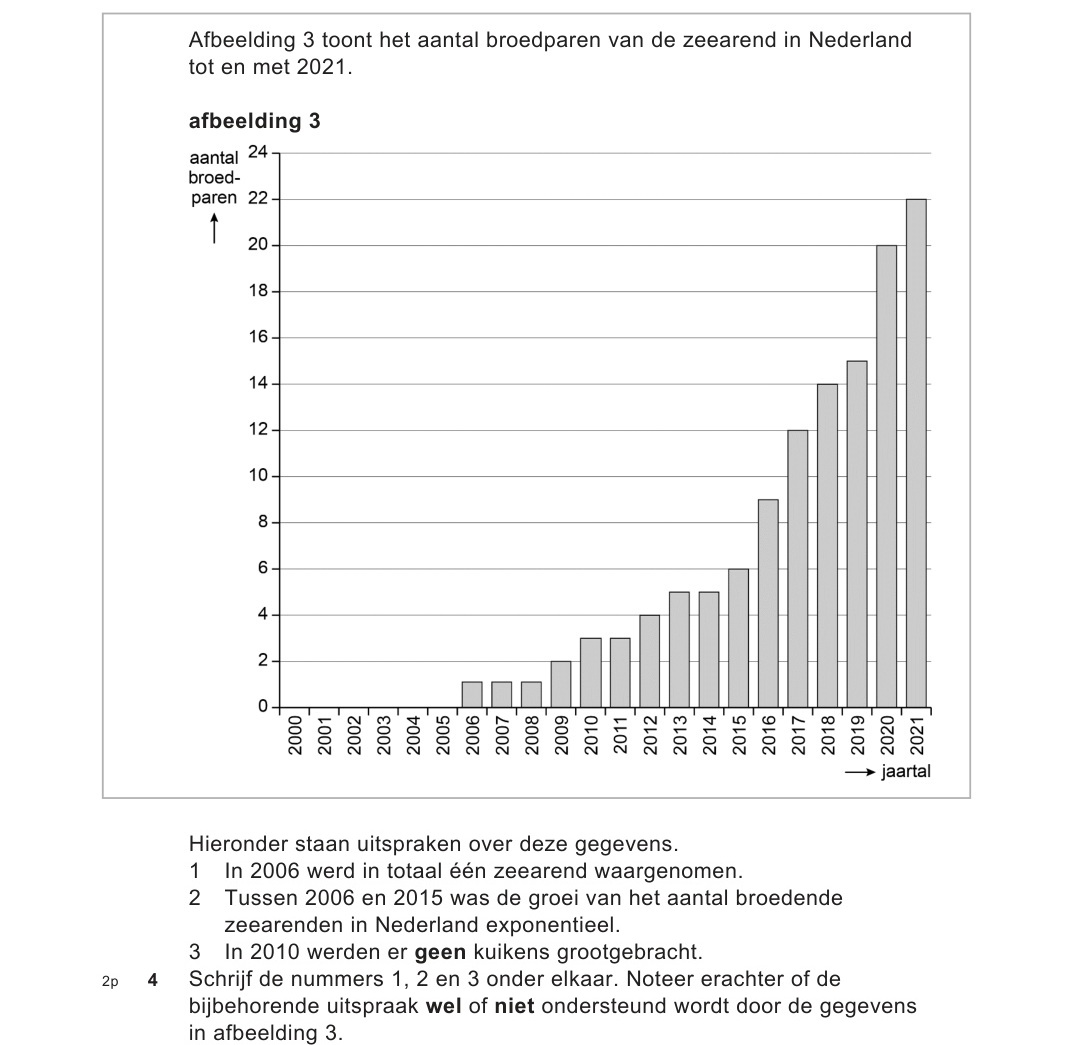 Afbeelding 3 toont het aantal broedparen van de zeearend in Nederland
tot en met 2021.
afbeelding 3
aantal
broed-
paren
24
22
20
18
16
14
12
10
8
6
4
2
0
2000 2001 2002 2003 2004 2005 2006 2007 2008 2009 2010 2011 2012 2013 2014 2015 2016 2017 2018 2019 2020 2021
jaartal
Hieronder staan uitspraken over deze gegevens.
1 In 2006 werd in totaal één zeearend waargenomen.
2 Tussen 2006 en 2015 was de groei van het aantal broedende
zeearenden in Nederland exponentieel.
3 In 2010 werden er geen kuikens grootgebracht.
2p 4 Schrijf de nummers 1, 2 en 3 onder elkaar. Noteer erachter of de
bijbehorende uitspraak wel of niet ondersteund wordt door de gegevens
in afbeelding 3.